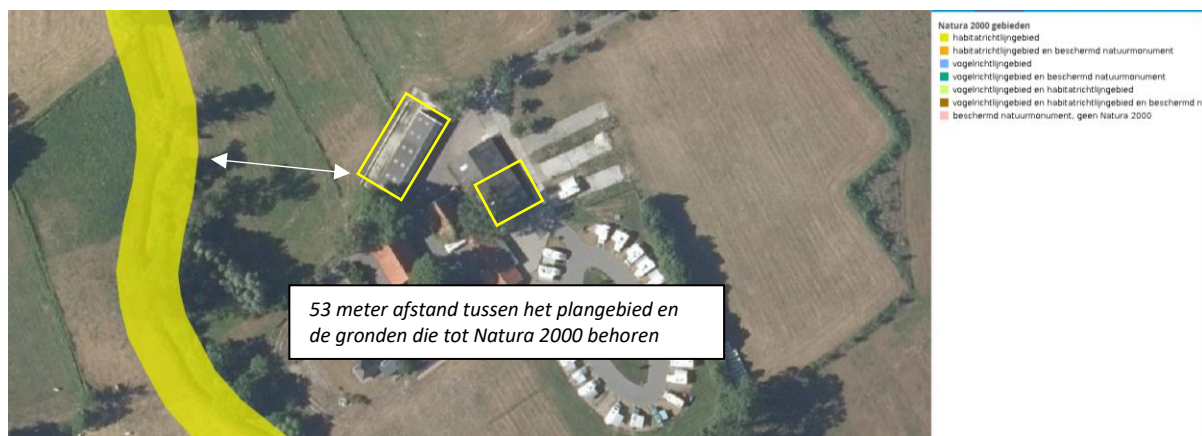 Natura 2000 gebieden
habitatrichtlijngebied
habitatrichtlijngebied en beschermd natuurmonument
vogelrichtlijngebied
vogelrichtlijngebied en beschermd natuurmonument
vogelrichtlijngebied en habitatrichtlijngebied
vogelrichtlijngebied en habitatrichtlijngebied en beschermd n
beschermd natuurmonument, geen Natura 2000
53 meter afstand tussen het plangebied en
de gronden die tot Natura 2000 behoren